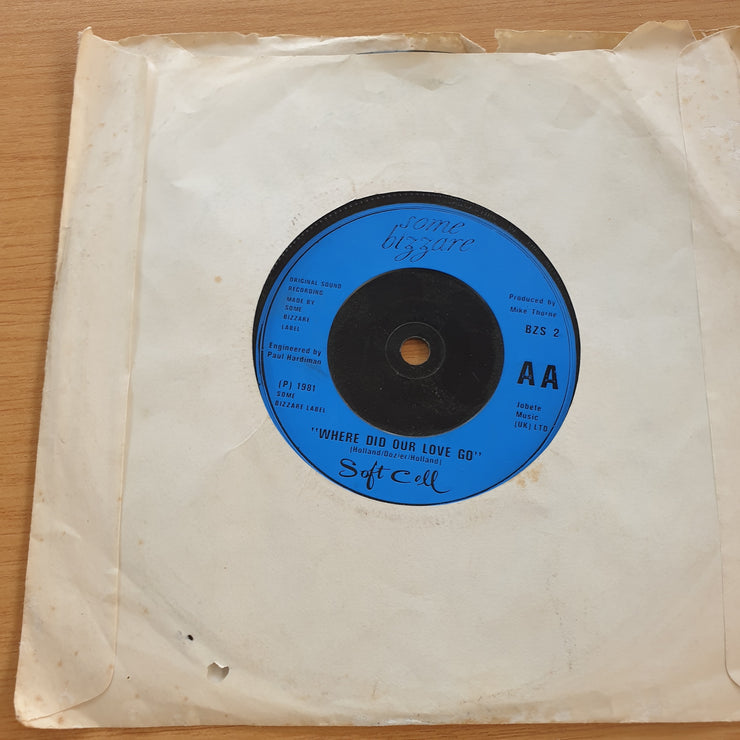 some
bizzare
ORIGINAL SOUND
RECORDING
MADE BY
SOME
BIZZARE
LABEL
Engineered by
Paul Hardiman
(P) 1981
SOME
BIZZARE LABEL
Produced by
Mike Thorne
BZS 2
AA
Jobete
Music
(UK) LTD
"WHERE DID OUR LOVE GO"
(Holland/Dozier/Holland)
Soft Cell